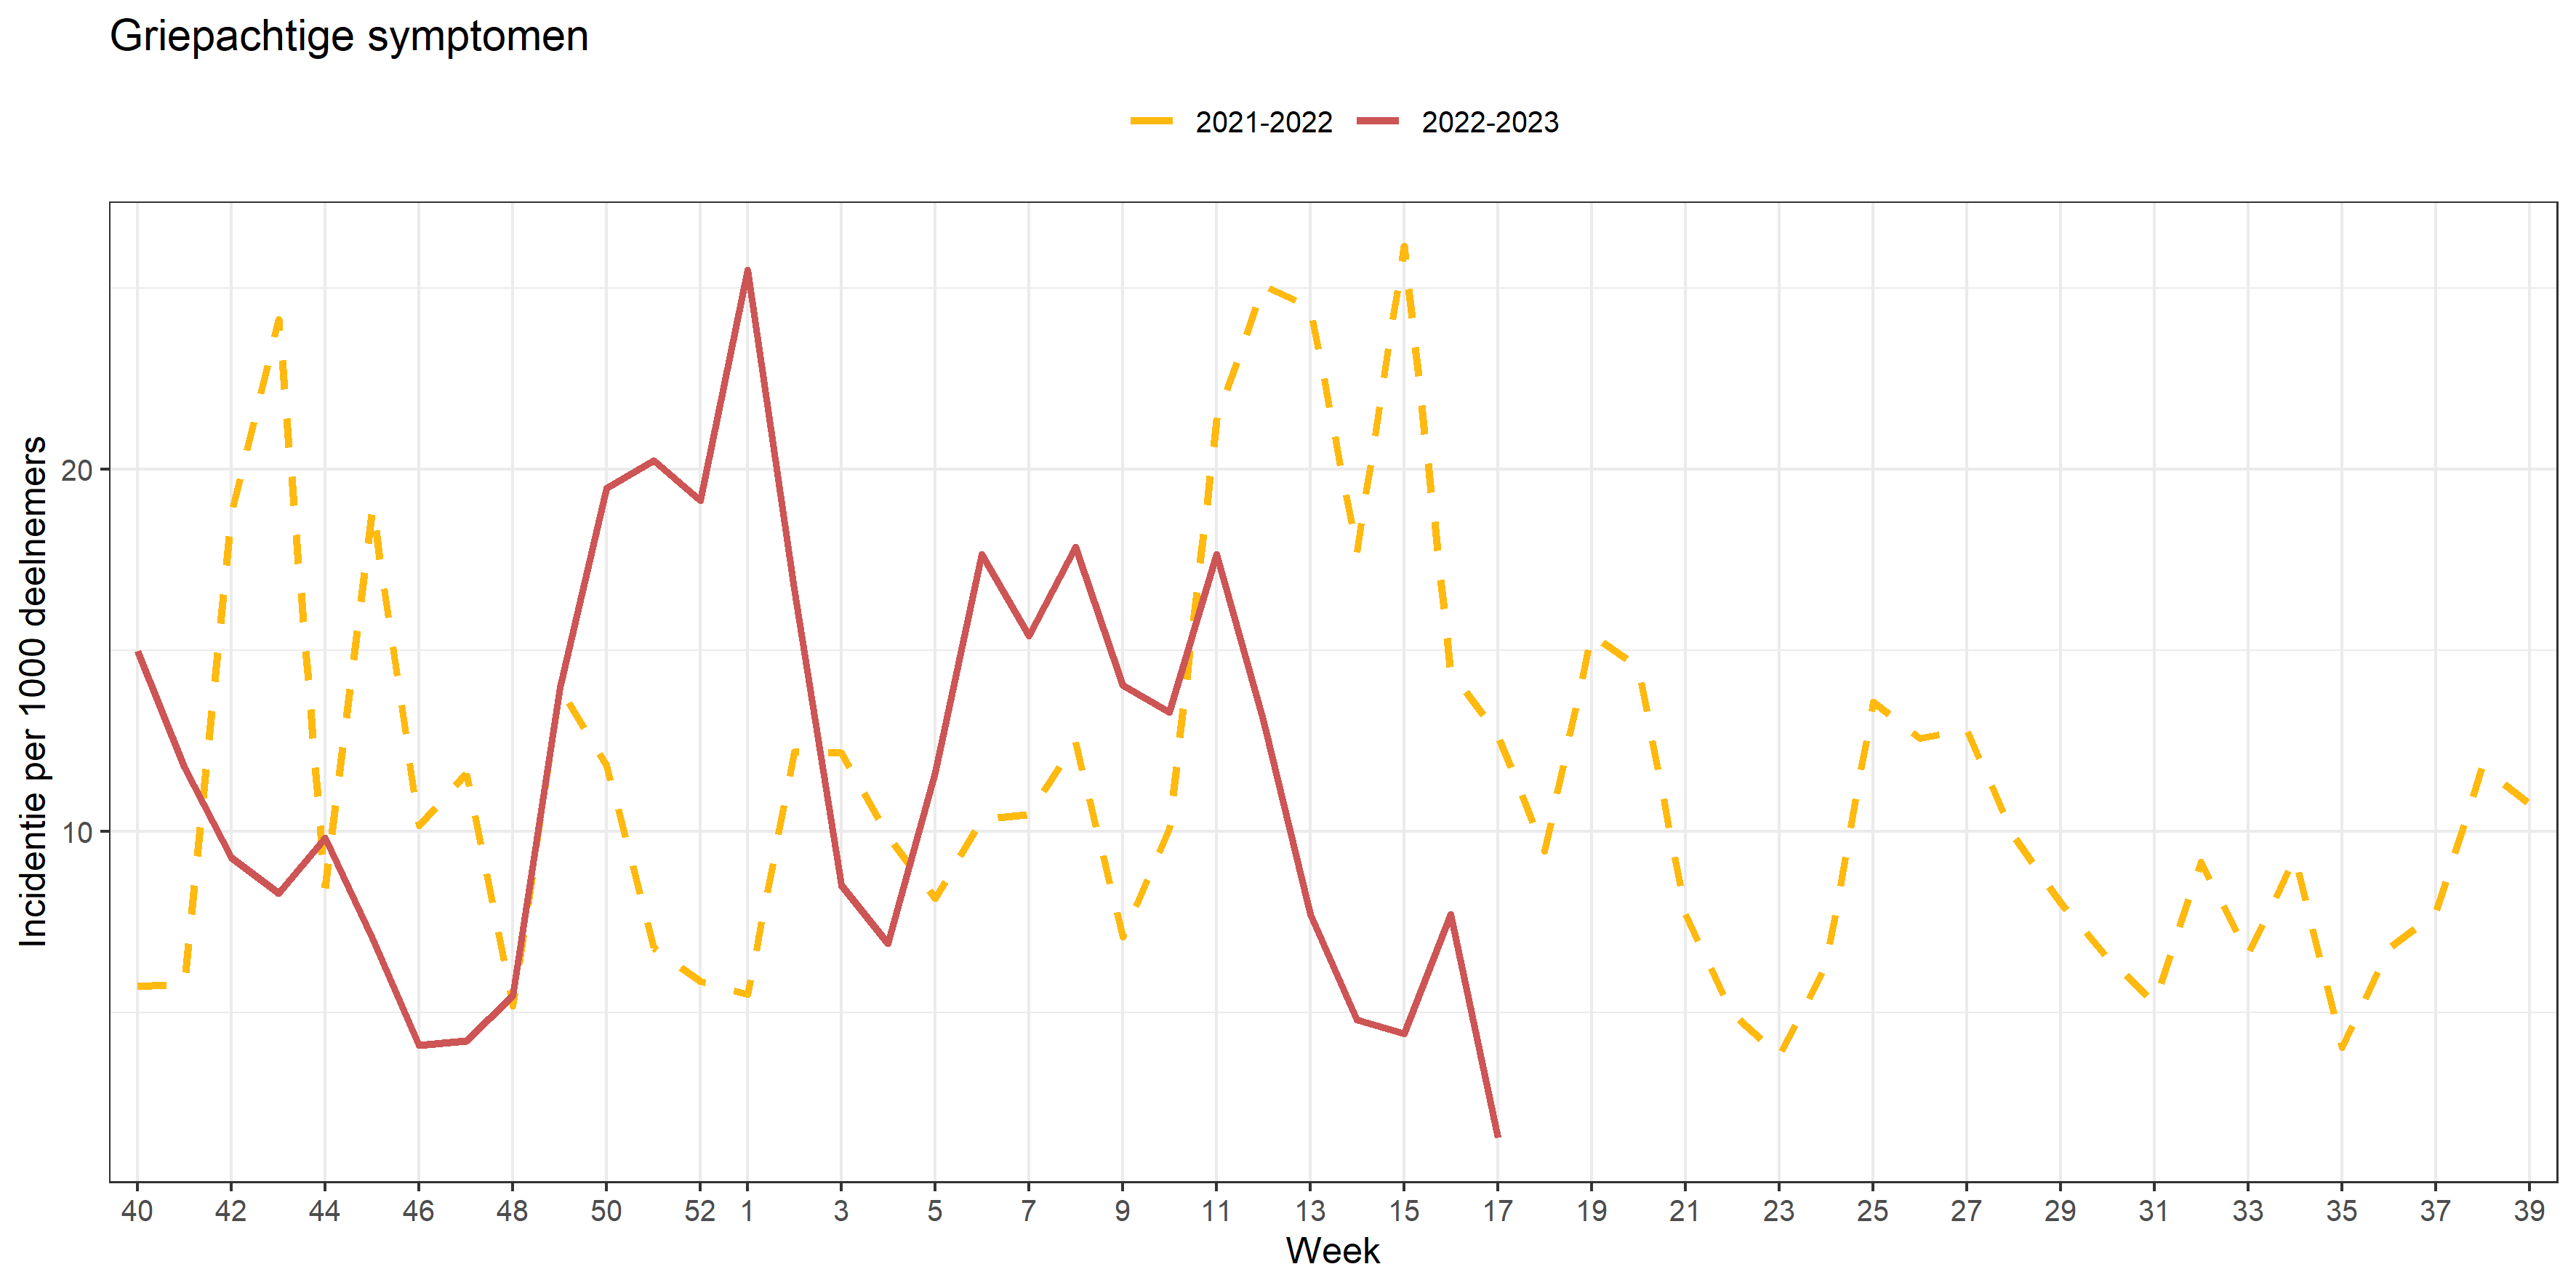 Griepachtige symptomen
2021-2022 2022-2023
Incidentie per 1000 deelnemers
20
10
40 42 44 46 48 50 52 1 3 5 7 9 11 13 15 17 19 21 23 25 27 29 31 33 35 37 39
Week